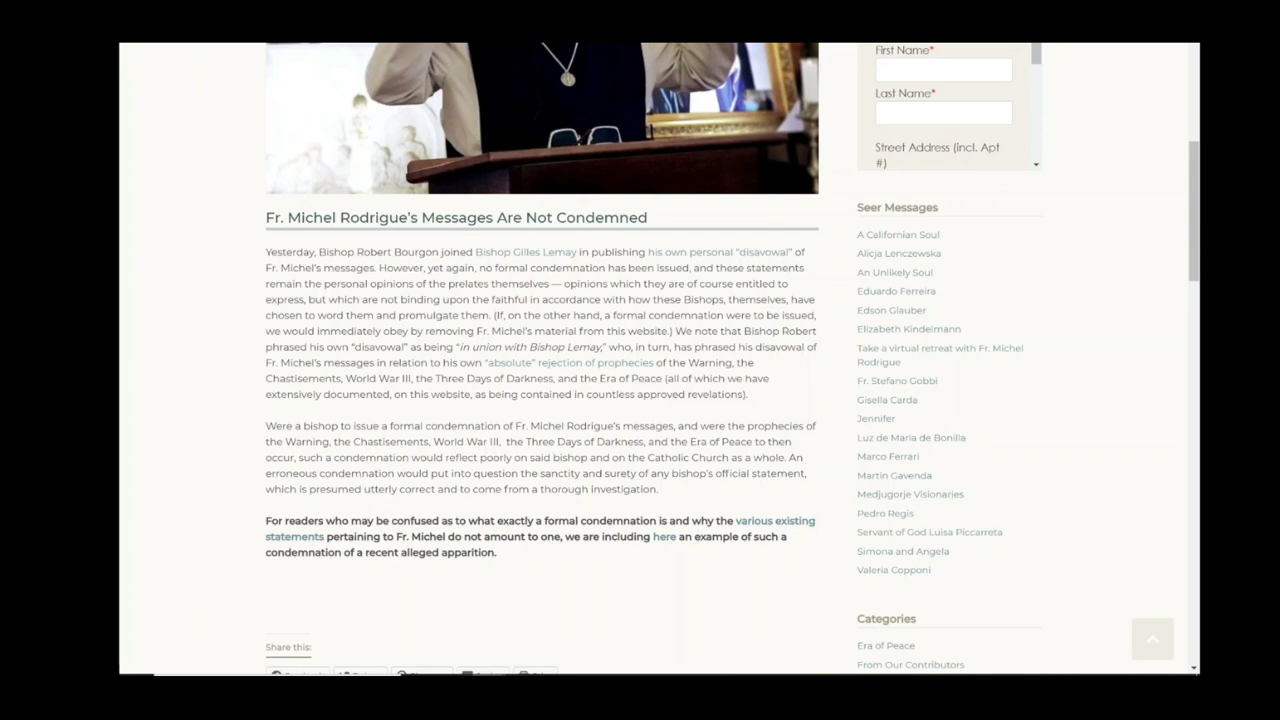 Fr. Michel Rodrigue's Messages Are Not Condemned
Yesterday, Bishop Robert Bourgon joined Bishop Gilles Lemay in publishing his own personal “disavowal” of
Fr. Michel's messages. However, yet again, no formal condemnation has been issued, and these statements
remain the personal opinions of the prelates themselves — opinions which they are of course entitled to
express, but which are not binding upon the faithful in accordance with how these Bishops, themselves, have
chosen to word them and promulgate them. (If, on the other hand, a formal condemnation were to be issued,
we would immediately obey by removing Fr. Michel's material from this website.) We note that Bishop Robert
phrased his own “disavowal” as being “in union with Bishop Lemay,” who, in turn, has phrased his disavowal of
Fr. Michel's messages in relation to his own “absolute” rejection of prophecies of the Warning, the
Chastisements, World War III, the Three Days of Darkness, and the Era of Peace (all of which we have
extensively documented, on this website, as being contained in countless approved revelations).
Were a bishop to issue a formal condemnation of Fr. Michel Rodrigue's messages, and were the prophecies of
the Warning, the Chastisements, World War III, the Three Days of Darkness, and the Era of Peace to then
occur, such a condemnation would reflect poorly on said bishop and on the Catholic Church as a whole. An
erroneous condemnation would put into question the sanctity and surety of any bishop's official statement,
which is presumed utterly correct and to come from a thorough investigation.
For readers who may be confused as to what exactly a formal condemnation is and why the various existing
statements pertaining to Fr. Michel do not amount to one, we are including here an example of such a
condemnation of a recent alleged apparition.
Share this:
First Name*
Last Name*
Street Address (incl. Apt
#)
Seer Messages
A Californian Soul
Alicja Lenczewska
An Unlikely Soul
Eduardo Ferreira
Edson Glauber
Elizabeth Kindelmann
Take a virtual retreat with Fr. Michel
Rodrigue
Fr. Stefano Gobbi
Gisella Carda
Jennifer
Luz de Maria de Bonilla
Marco Ferrari
Martin Gavenda
Medjugorje Visionaries
Pedro Regis
Servant of God Luisa Piccarreta
Simona and Angela
Valeria Copponi
Categories
Era of Peace
From Our Contributors